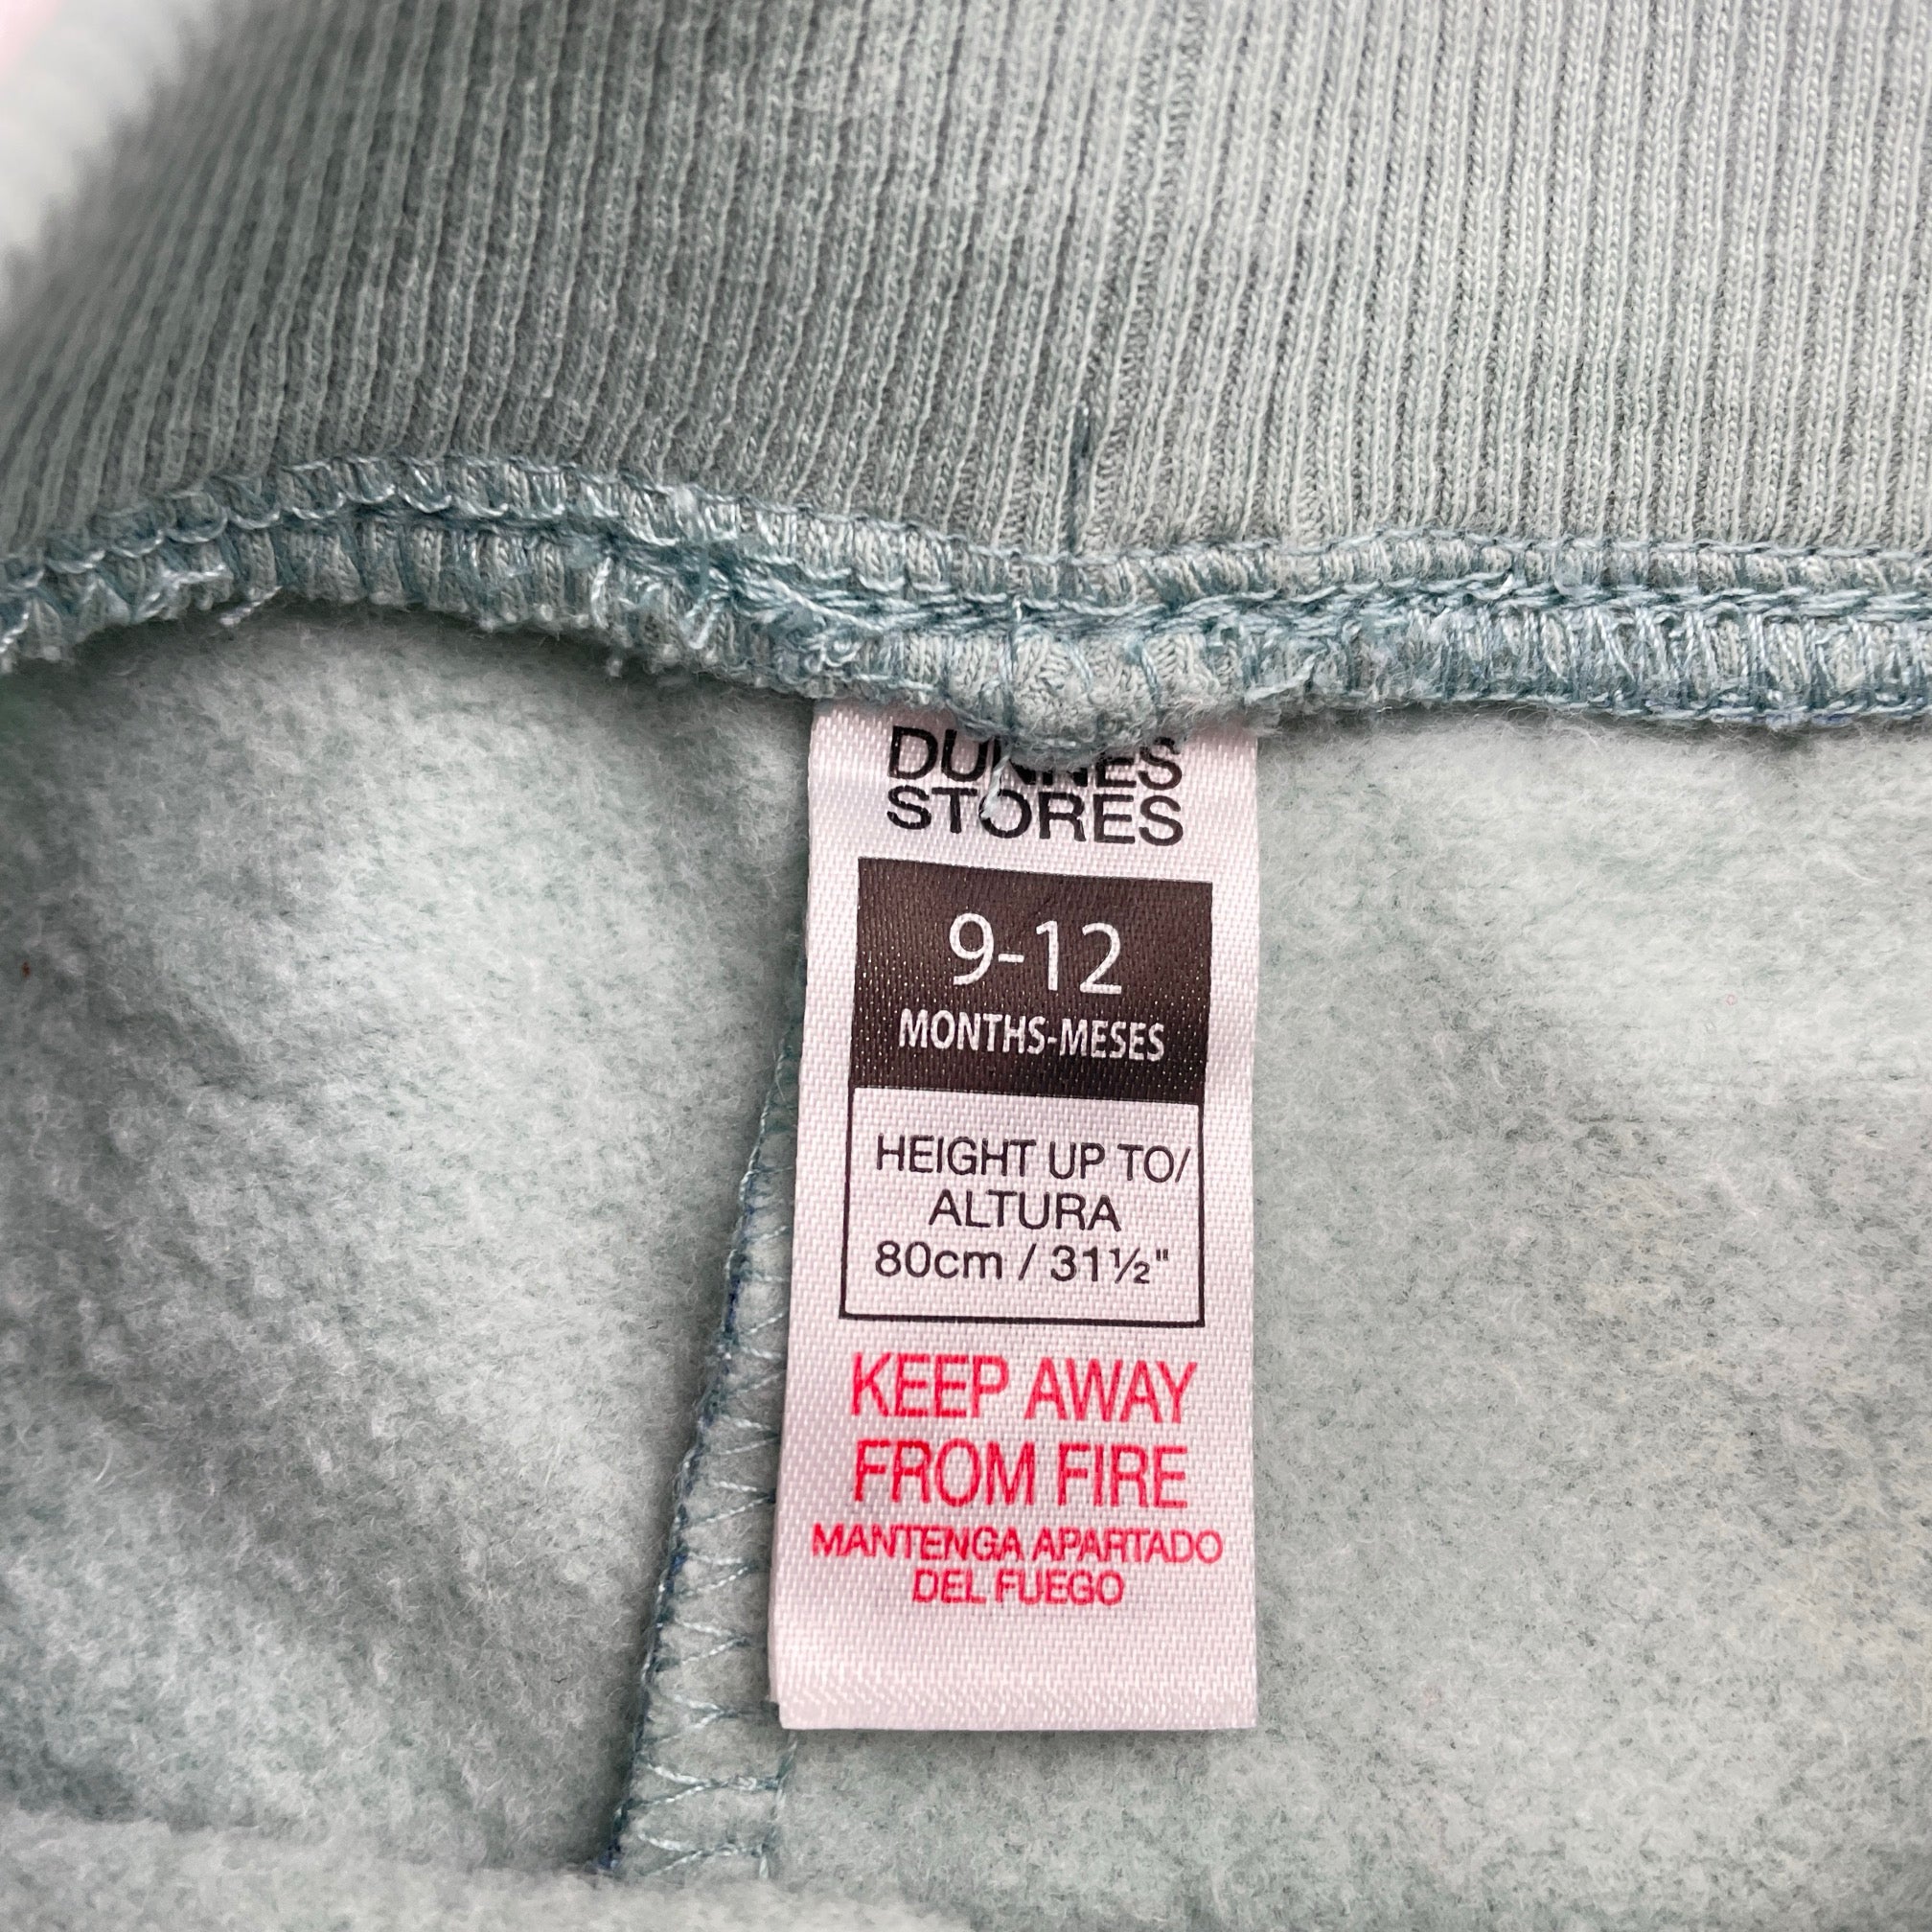 DUNNES
STORES
9-12
MONTHS-MESES
HEIGHT UP TO/
ALTURA
80cm / 31½"
KEEP AWAY
FROM FIRE
MANTENGA APARTADO
DEL FUEGO